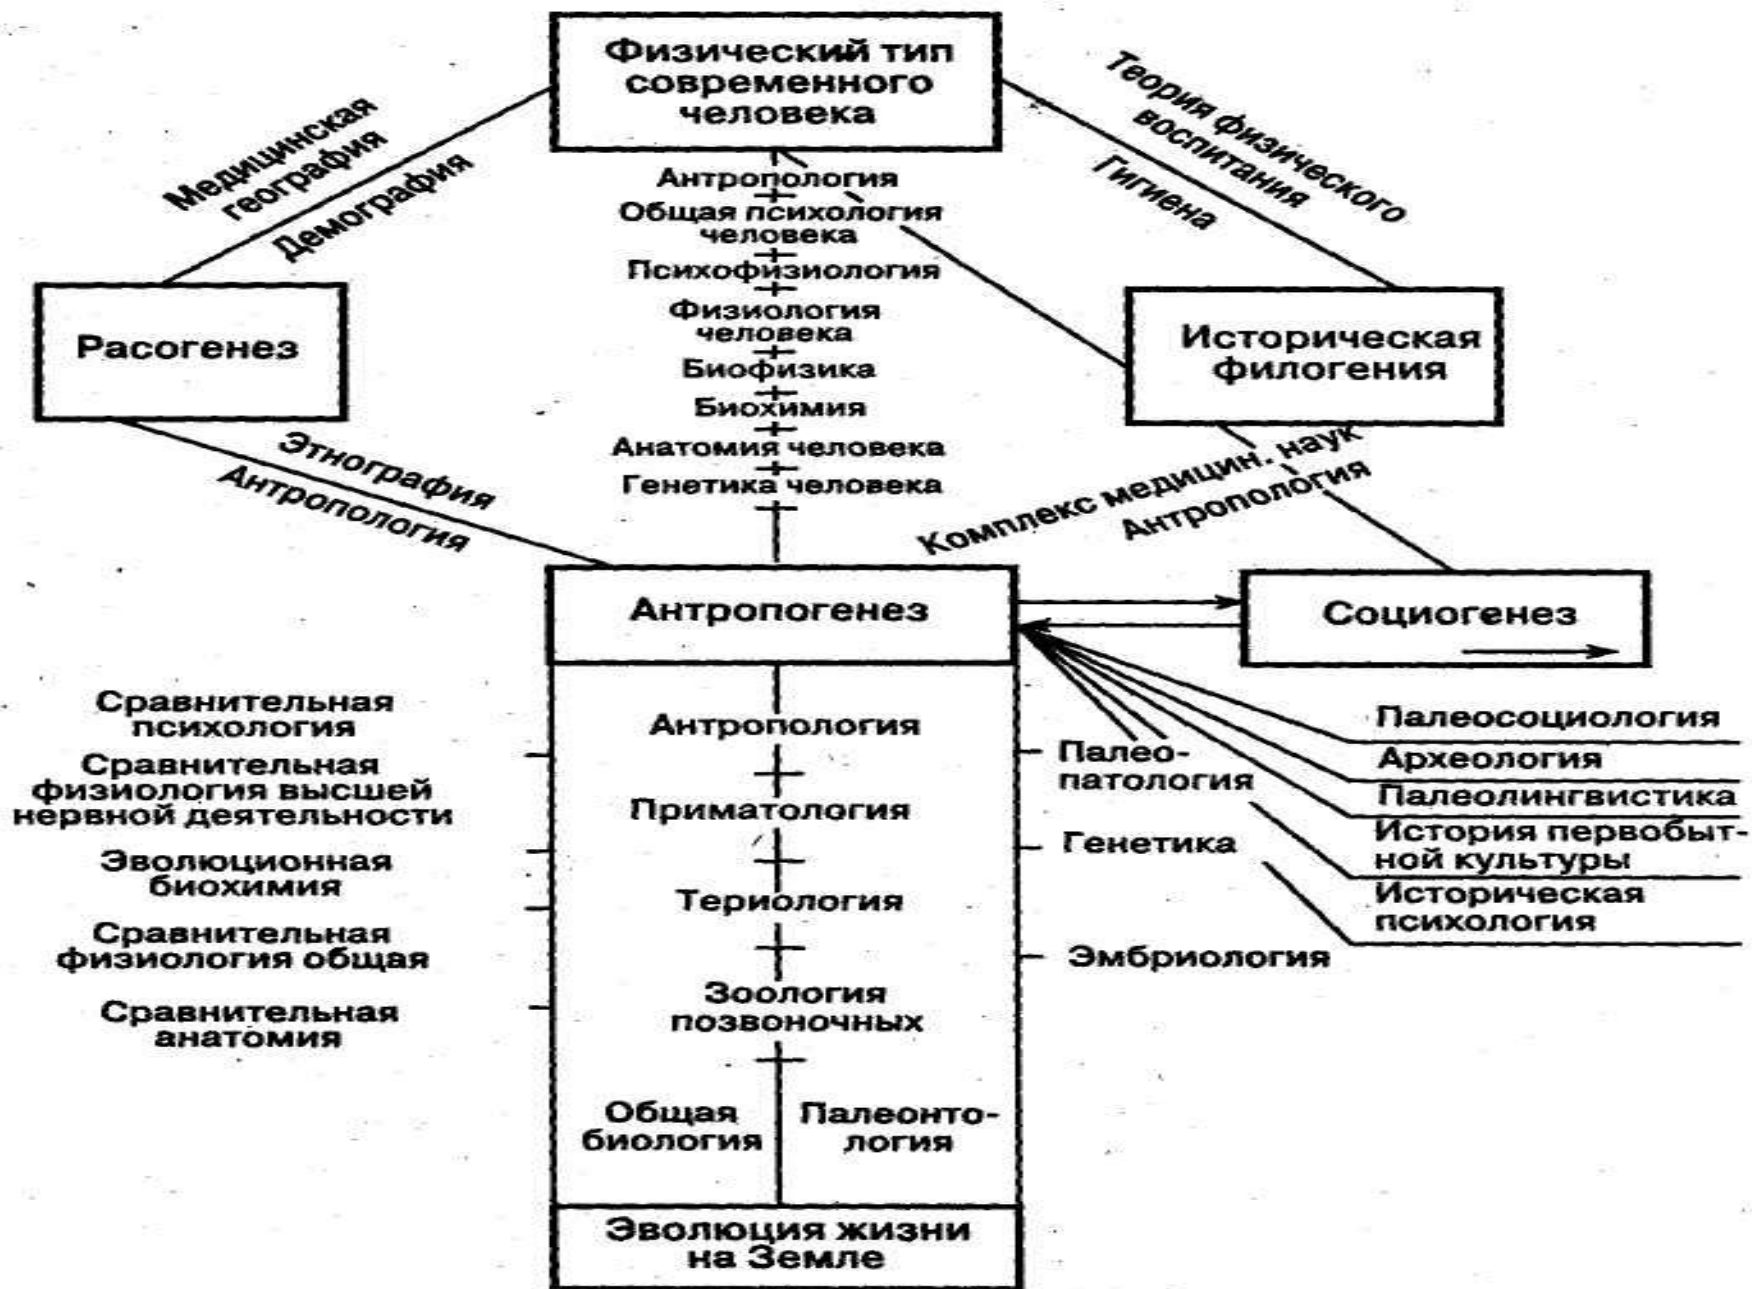 Физический тип
современного
человека
Медицинская
география
Демография
Теория физического
воспитания
Гигиена
Антропология
Общая психология
человека
Психофизиология
Физиология
человека
Биофизика
Биохимия
Анатомия человека
Генетика человека
Расогенез
Историческая
филогения
Этнография
Антропология
Комплекс медицин. наук
Антропология
Антропогенез
Социогенез
Сравнительная
психология
Сравнительная
физиология высшей
нервной деятельности
Эволюционная
биохимия
Сравнительная
физиология общая
Сравнительная
анатомия
Антропология
Приматология
Териология
Зоология
позвоночных
Общая
биология
Палеонто-
логия
Палео-
патология
Генетика
Эмбриология
Палеосоциология
Археология
Палеолингвистика
История первобыт-
ной культуры
Историческая
психология
Эволюция жизни
на Земле